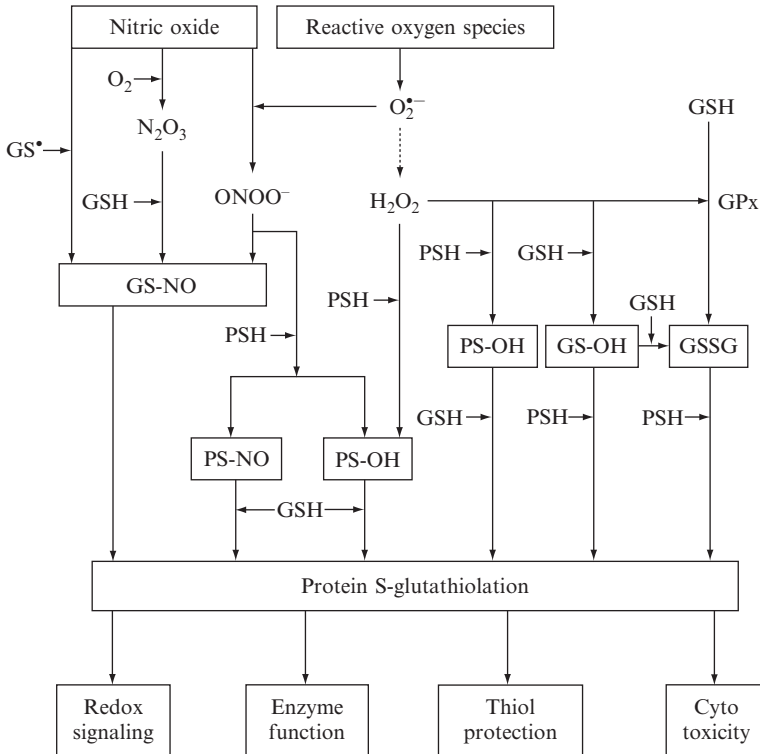 Nitric oxide
Reactive oxygen species
O₂
O₂•−
GSH
N₂O₃
GS•
GSH
ONOO⁻
H₂O₂
GPx
PSH
GSH
GS-NO
PSH
GSH
PSH
PS-OH
GS-OH
GSSG
GSH
PSH
PSH
PS-NO
PS-OH
GSH
Protein S-glutathiolation
Redox
signaling
Enzyme
function
Thiol
protection
Cyto
toxicity